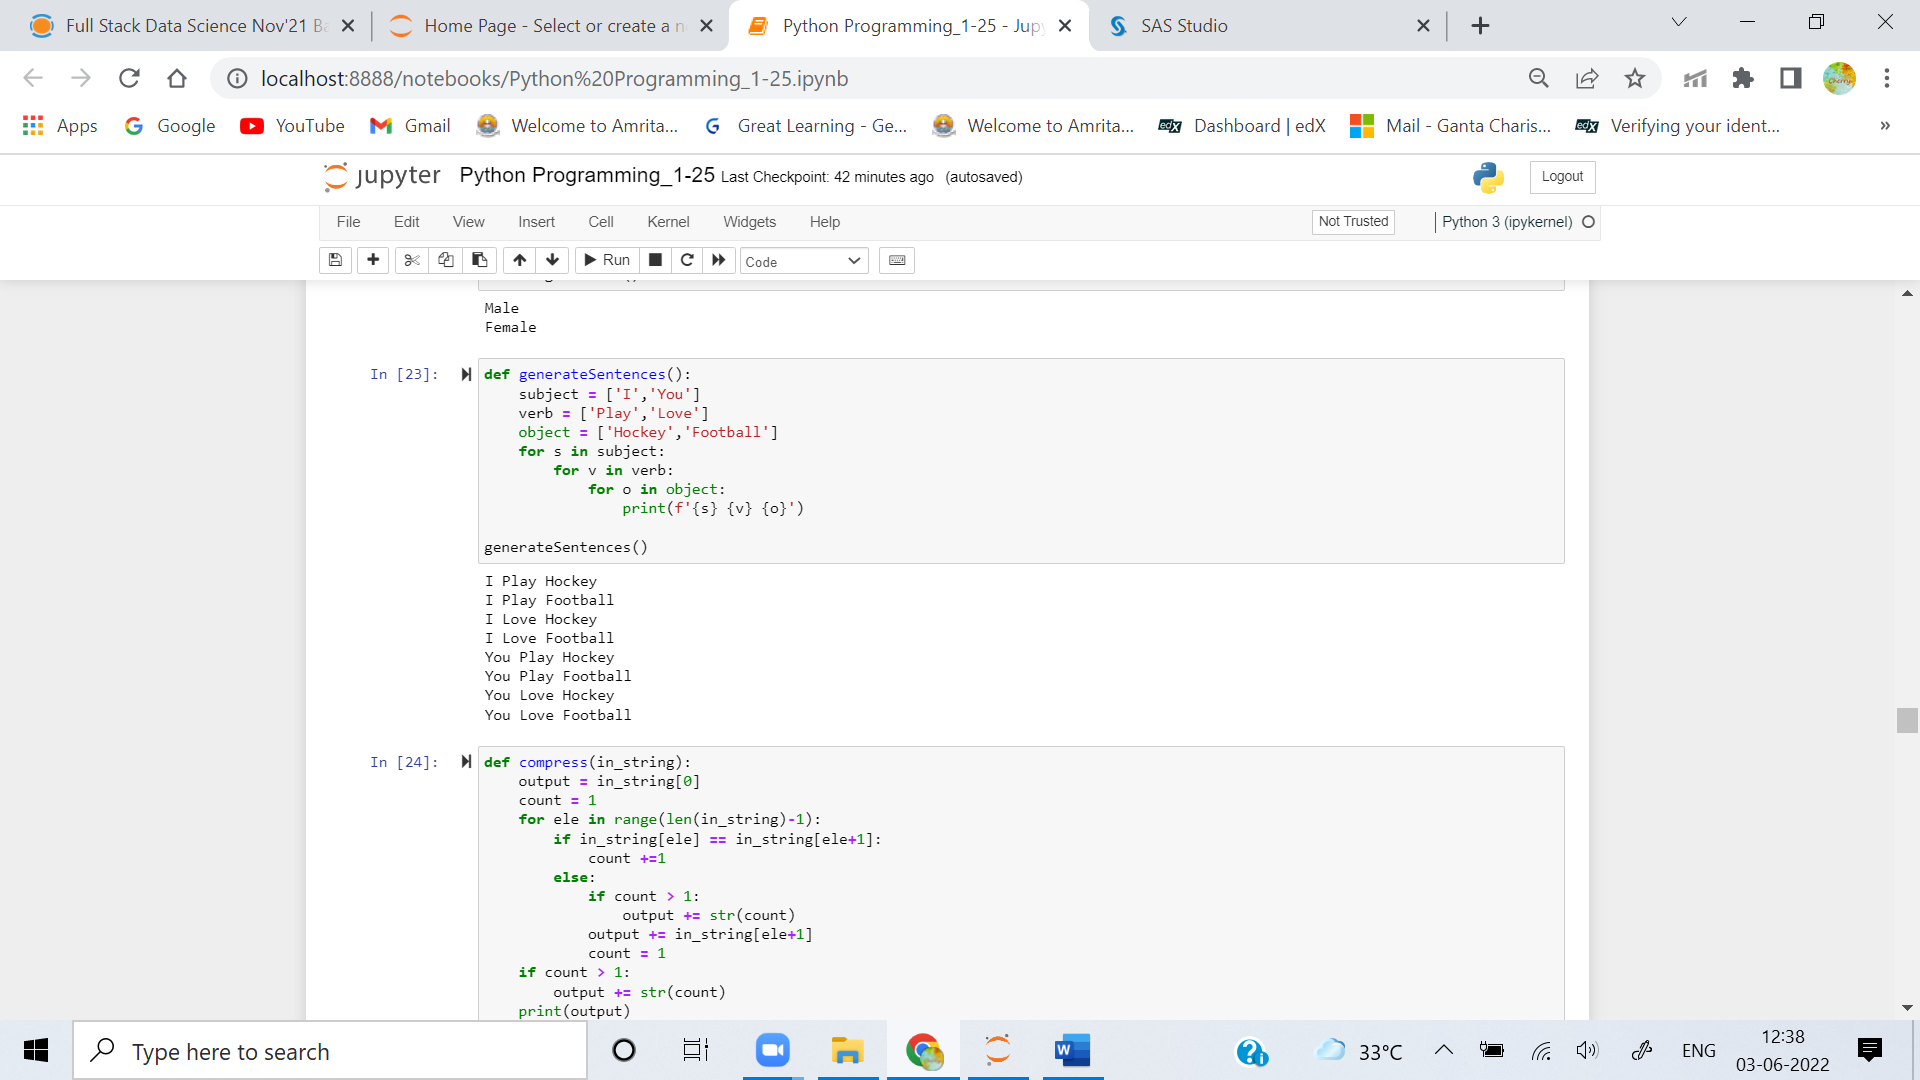 Full Stack Data Science Nov'21 Ba
Home Page - Select or create a n
Python Programming_1-25 - Jupy
SAS Studio
localhost:8888/notebooks/Python%20Programming_1-25.ipynb
Apps
Google
YouTube
Gmail
Welcome to Amrita...
Great Learning - Ge...
Welcome to Amrita...
edX
Dashboard | edX
Mail - Ganta Charis...
edX
Verifying your ident...
»
jupyter
Python Programming_1-25 Last Checkpoint: 42 minutes ago (autosaved)
Logout
File Edit View Insert Cell Kernel Widgets Help
Not Trusted
Python 3 (ipykernel)
Run
Code
Male
Female
In [23]:
def generateSentences():
    subject = ['I','You']
    verb = ['Play','Love']
    object = ['Hockey','Football']
    for s in subject:
        for v in verb:
            for o in object:
                print(f'{s} {v} {o}')
generateSentences()
I Play Hockey
I Play Football
I Love Hockey
I Love Football
You Play Hockey
You Play Football
You Love Hockey
You Love Football
In [24]:
def compress(in_string):
    output = in_string[0]
    count = 1
    for ele in range(len(in_string)-1):
        if in_string[ele] == in_string[ele+1]:
            count +=1
        else:
            if count > 1:
                output += str(count)
            output += in_string[ele+1]
            count = 1
    if count > 1:
        output += str(count)
    print(output)
Type here to search
33°C
ENG
12:38
03-06-2022